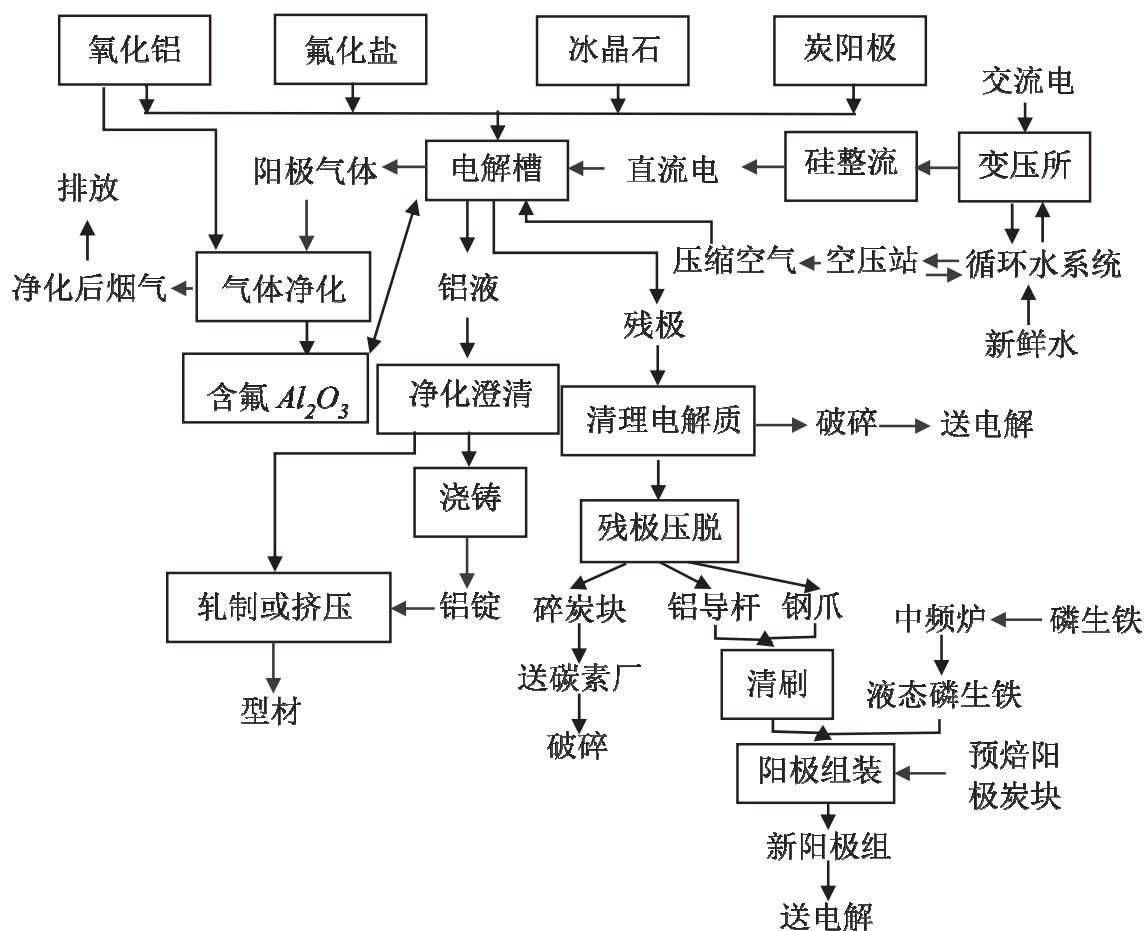 氧化铝
氟化盐
冰晶石
炭阳极
交流电
阳极气体
电解槽
直流电
硅整流
变压所
排放
净化后烟气
气体净化
铝液
压缩空气
空压站
循环水系统
残极
新鲜水
含氟 Al₂O₃
净化澄清
清理电解质
破碎
送电解
浇铸
残极压脱
轧制或挤压
铝锭
碎炭块
铝导杆
钢爪
中频炉
磷生铁
送碳素厂
清刷
液态磷生铁
型材
破碎
阳极组装
预焙阳
极炭块
新阳极组
送电解